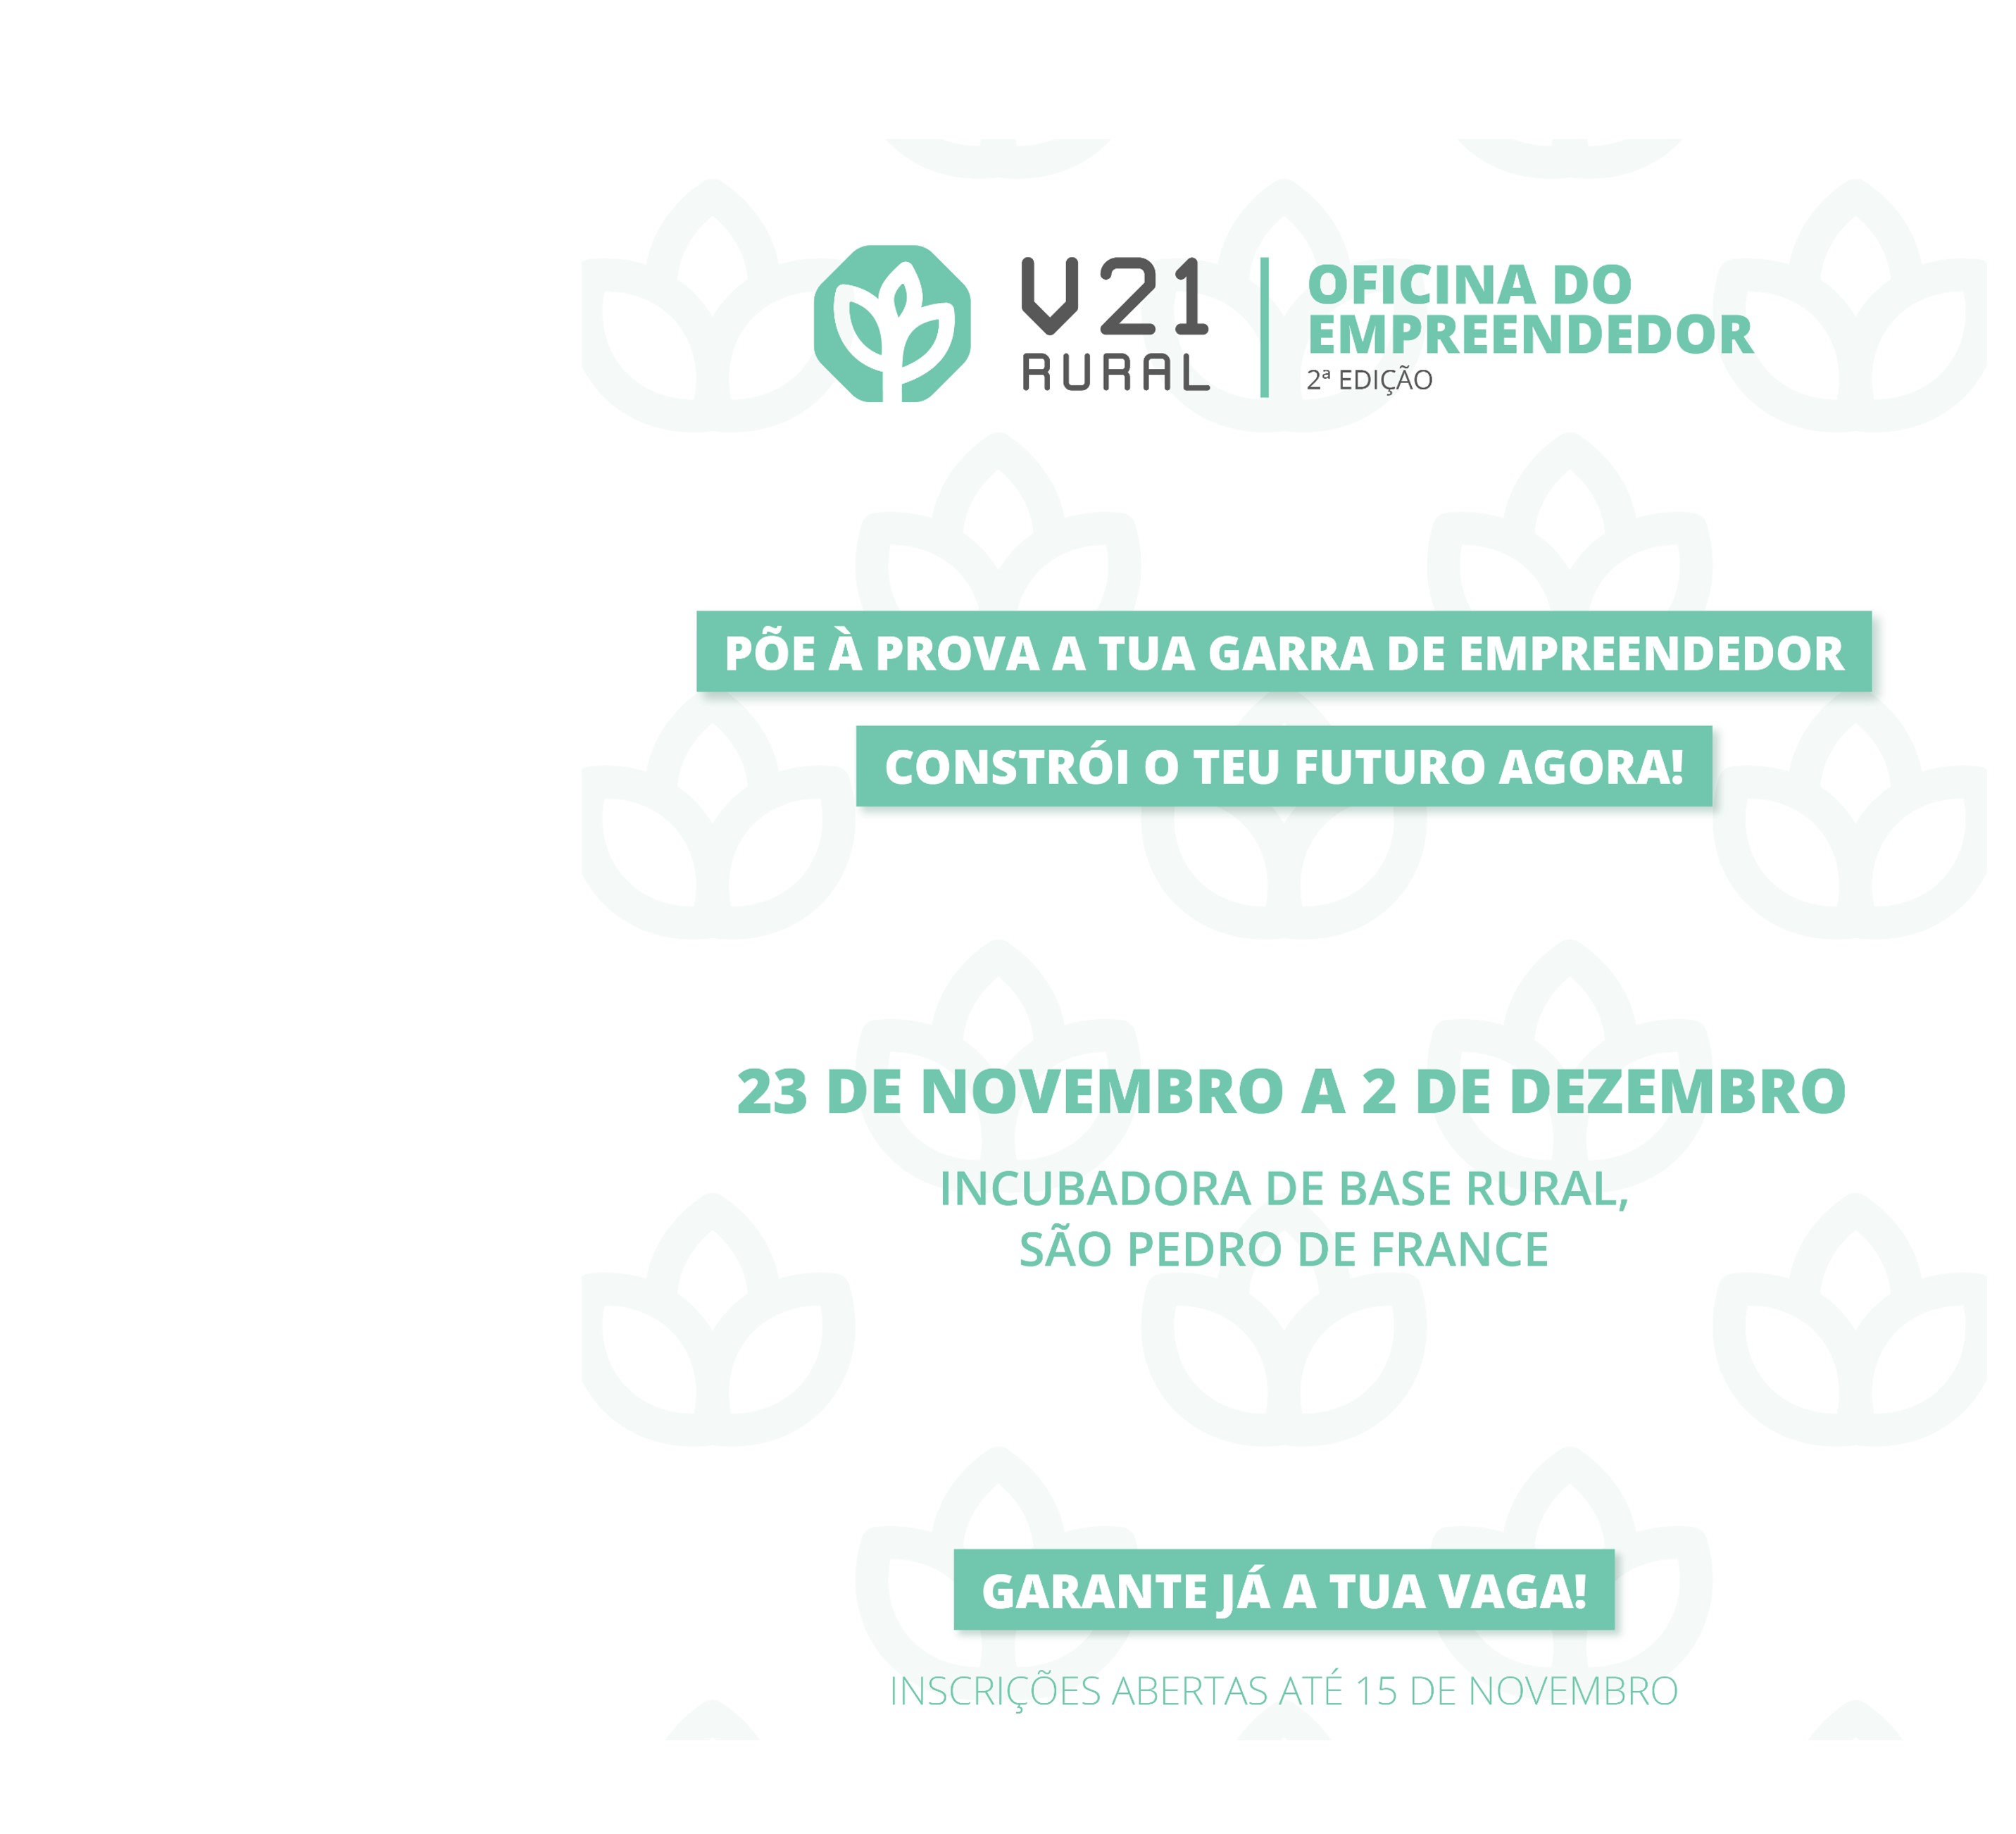 V21
RURAL
OFICINA DO
EMPREENDEDOR
2ª EDIÇÃO
PÕE À PROVA A TUA GARRA DE EMPREENDEDOR
CONSTRÓI O TEU FUTURO AGORA!
23 DE NOVEMBRO A 2 DE DEZEMBRO
INCUBADORA DE BASE RURAL,
SÃO PEDRO DE FRANCE
GARANTE JÁ A TUA VAGA!
INSCRIÇÕES ABERTAS ATÉ 15 DE NOVEMBRO